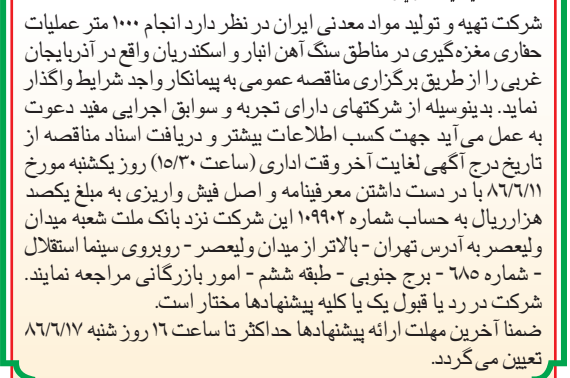 شرکت تهیه و تولید مواد معدنی ایران در نظر دارد انجام ۱۰۰۰ متر عملیات
حفاری مغزه گیری در مناطق سنگ آهن انبار و اسکندریان واقع در آذربایجان
غربی را از طریق برگزاری مناقصه عمومی به پیمانکار واجد شرایط واگذار
نماید. بدینوسیله از شرکتهای دارای تجربه و سوابق اجرایی مفید دعوت
به عمل می آید جهت کسب اطلاعات بیشتر و دریافت اسناد مناقصه از
تاریخ درج آگهی لغایت آخر وقت اداری (ساعت ۱۵/۳۰) روز یکشنبه مورخ
۸۶/۶/۱۱ با در دست داشتن معرفینامه و اصل فیش واریزی به مبلغ یکصد
هزارریال به حساب شماره ۱۰۹۹۰۲ این شرکت نزد بانک ملت شعبه میدان
ولیعصر به آدرس تهران - بالاتر از میدان ولیعصر - روبروی سینما استقلال
- شماره ۶۸۵ - برج جنوبی - طبقه ششم - امور بازرگانی مراجعه نمایند.
شرکت در رد یا قبول یک یا کلیه پیشنهادها مختار است.
ضمنا آخرین مهلت ارائه پیشنهادها حداکثر تا ساعت ۱۶ روز شنبه ۸۶/۶/۱۷
تعیین می گردد.